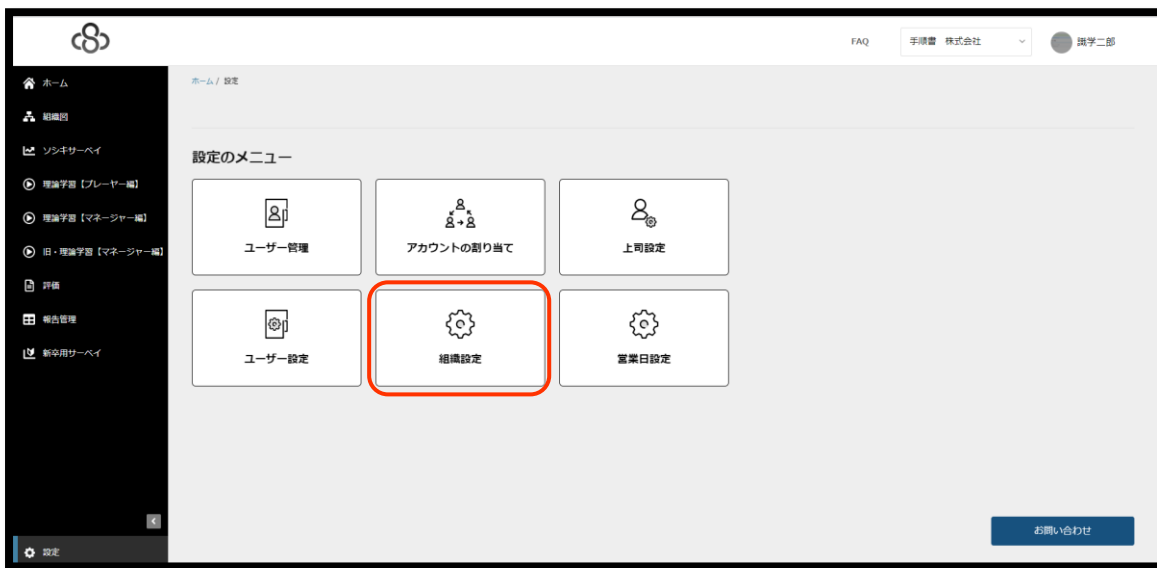 FAQ
手順書 株式会社
識学二郎
ホーム
組織図
ソシキサーベイ
理論学習【プレーヤー編】
理論学習【マネージャー編】
旧・理論学習【マネージャー編】
評価
報告管理
新卒用サーベイ
設定
ホーム / 設定
設定のメニュー
ユーザー管理
アカウントの割り当て
上司設定
ユーザー設定
組織設定
営業日設定
お問い合わせ